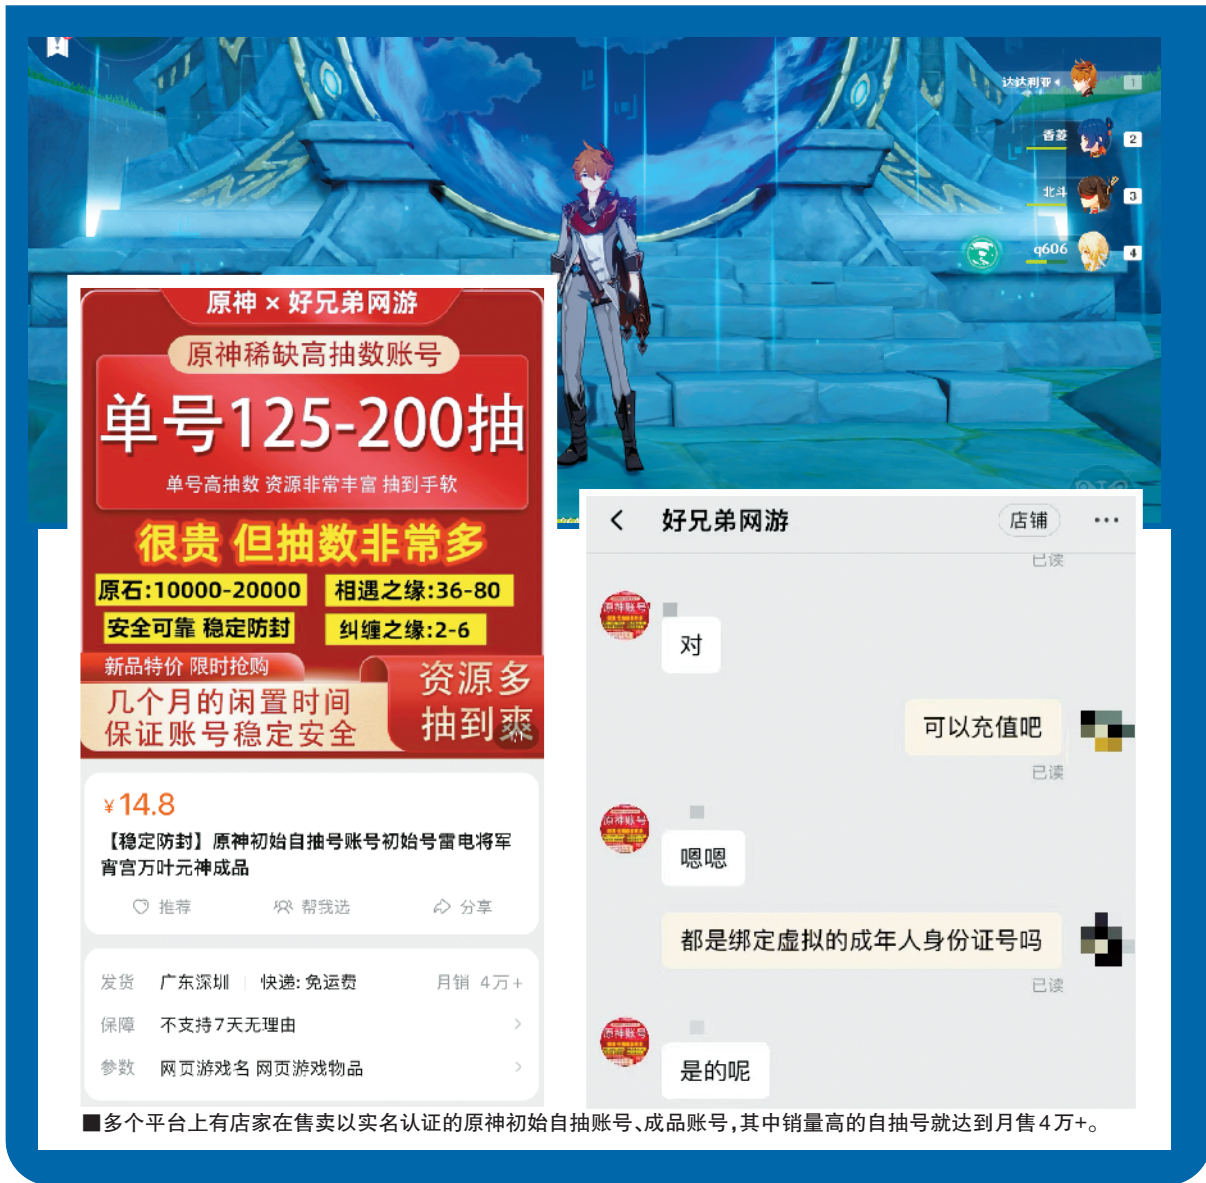 达达利亚
1
香菱
2
北斗
3
q606
4
原神 × 好兄弟网游
原神稀缺高抽数账号
单号125-200抽
单号高抽数 资源非常丰富 抽到手软
很贵 但抽数非常多
原石:10000-20000
相遇之缘:36-80
安全可靠 稳定防封
纠缠之缘:2-6
新品特价 限时抢购
几个月的闲置时间
保证账号稳定安全
资源多
抽到爽
¥14.8
【稳定防封】原神初始自抽号账号初始号雷电将军
宵宫万叶元神成品
推荐
帮我选
分享
发货 广东深圳 快递: 免运费 月销 4万+
保障 不支持7天无理由
参数 网页游戏名 网页游戏物品
好兄弟网游
店铺
已读
对
可以充值吧
已读
嗯嗯
都是绑定虚拟的成年人身份证号吗
已读
是的呢
■多个平台上有店家在售卖以实名认证的原神初始自抽账号、成品账号,其中销量高的自抽号就达到月售4万+。